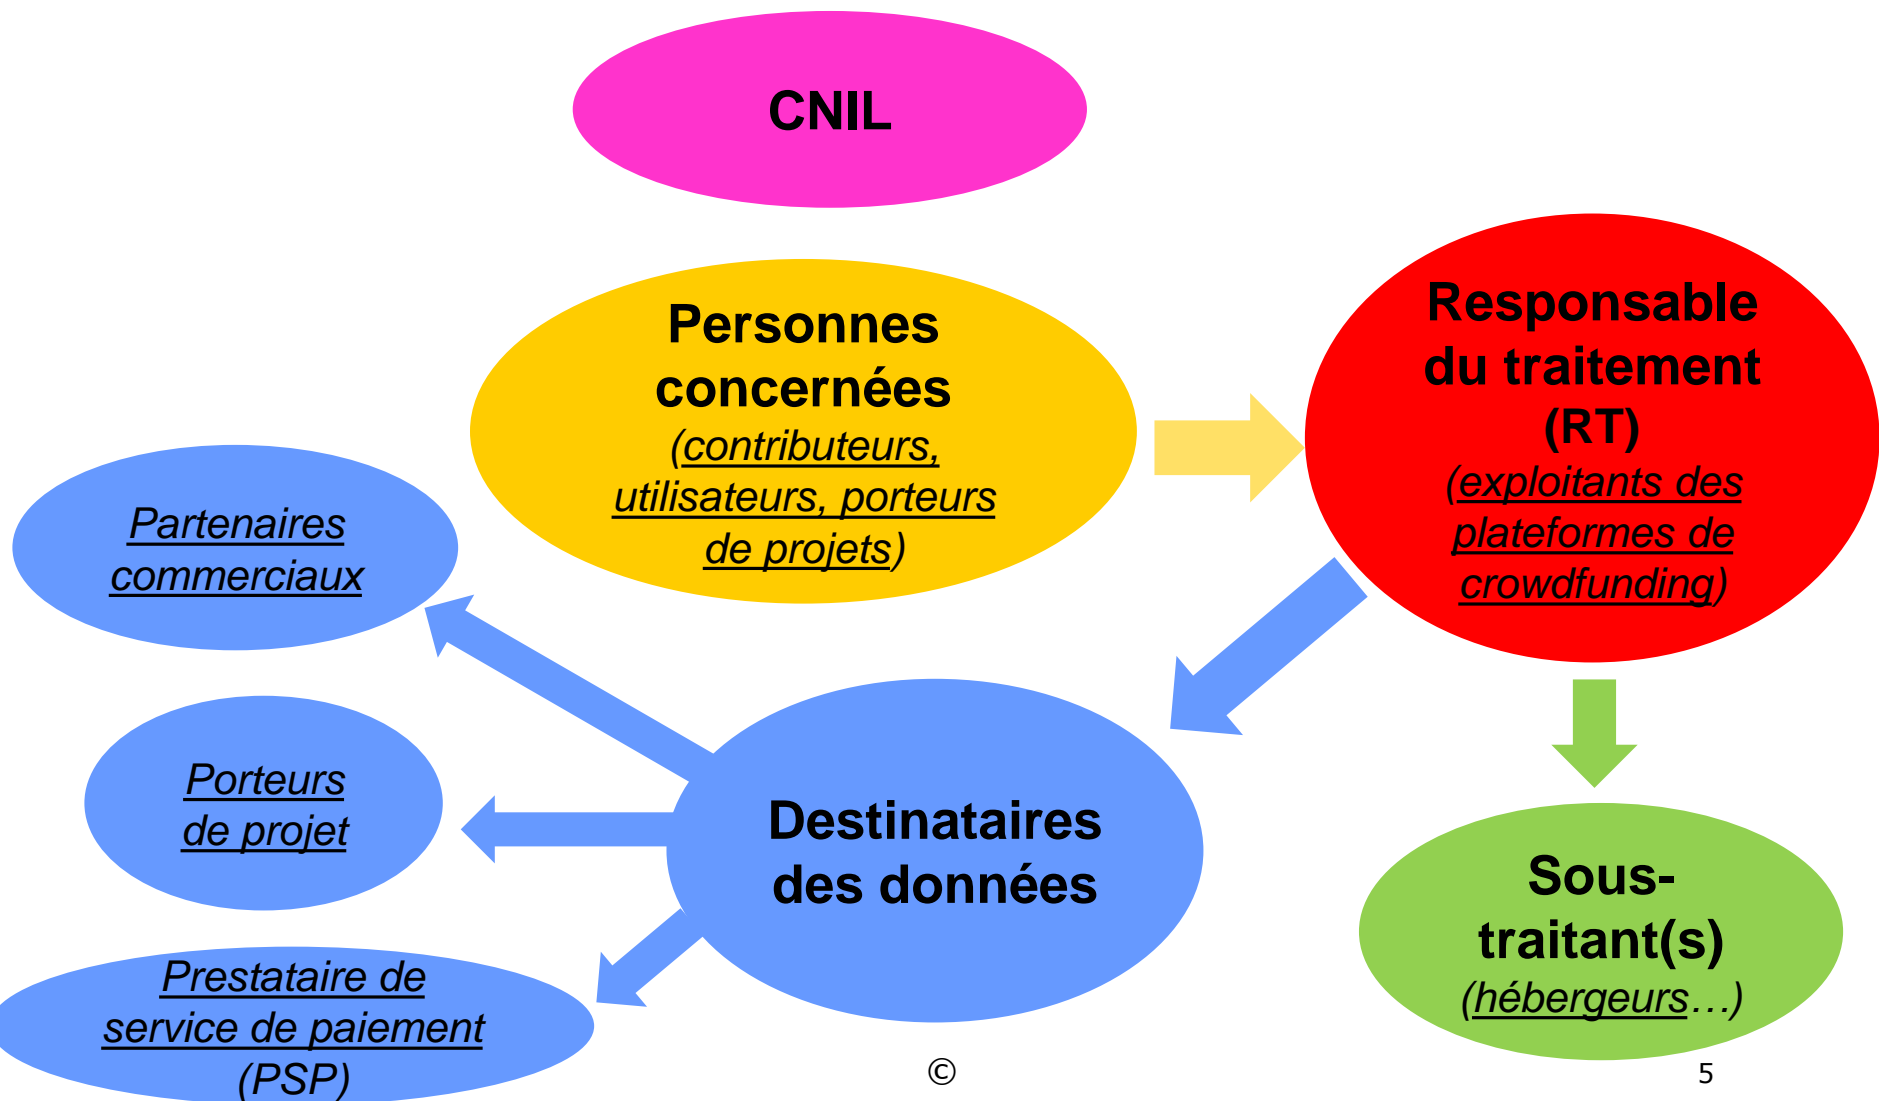 CNIL
Personnes
concernées
(contributeurs,
utilisateurs, porteurs
de projets)
Responsable
du traitement
(RT)
(exploitants des
plateformes de
crowdfunding)
Partenaires
commerciaux
Porteurs
de projet
Prestataire de
service de paiement
(PSP)
Destinataires
des données
Sous-
traitant(s)
(hébergeurs…)
©
5